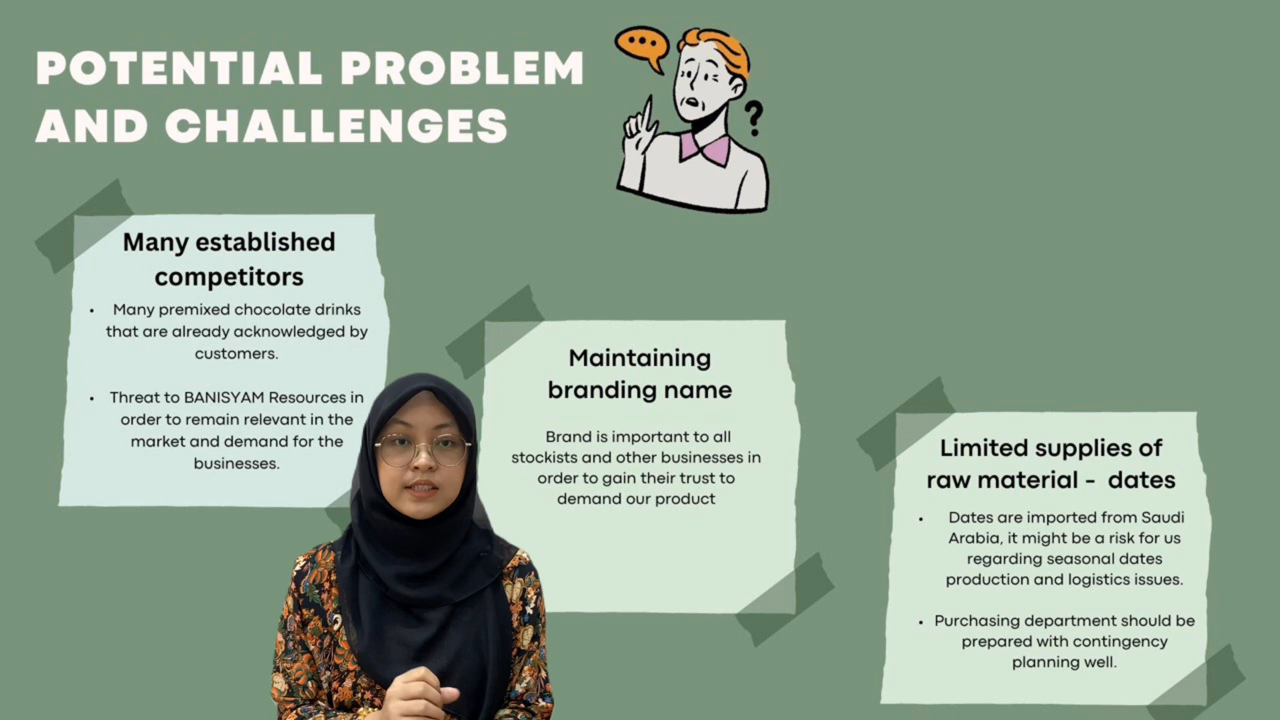 POTENTIAL PROBLEM
AND CHALLENGES
?
Many established
competitors
• Many premixed chocolate drinks
that are already acknowledged by
customers.
• Threat to BANISYAM Resources in
order to remain relevant in the
market and demand for the
businesses.
Maintaining
branding name
Brand is important to all
stockists and other businesses in
order to gain their trust to
demand our product
Limited supplies of
raw material - dates
• Dates are imported from Saudi
Arabia, it might be a risk for us
regarding seasonal dates
production and logistics issues.
• Purchasing department should be
prepared with contingency
planning well.